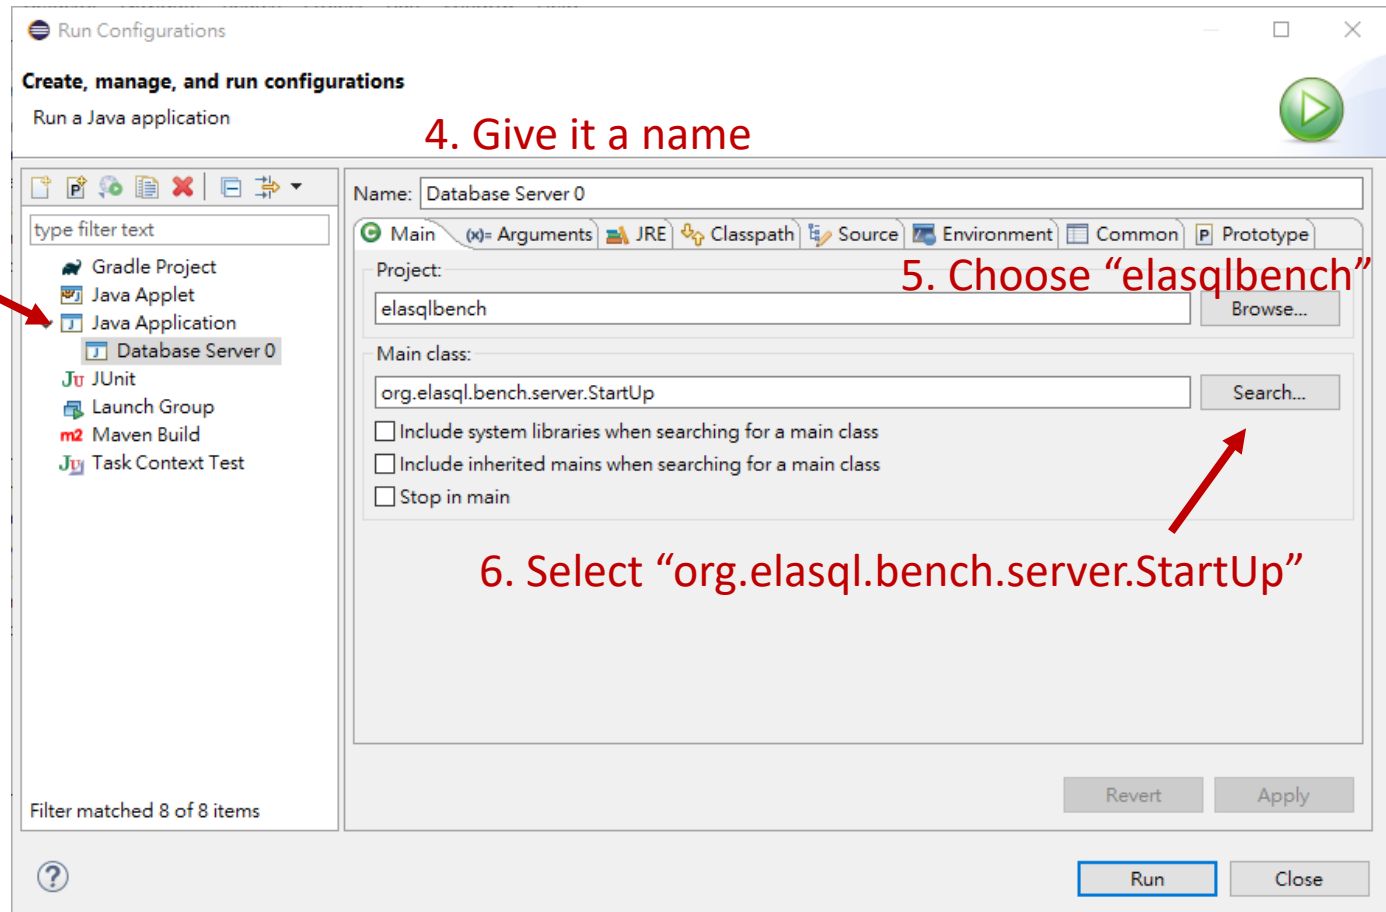 Run Configurations
Create, manage, and run configurations
Run a Java application
4. Give it a name
Name: Database Server 0
type filter text
Main (x)= Arguments JRE Classpath Source Environment Common P Prototype
Gradle Project
Java Applet
Java Application
Database Server 0
JUnit
Launch Group
m2 Maven Build
Task Context Test
Filter matched 8 of 8 items
Project:
5. Choose “elasqlbench”
elasqlbench
Browse...
Main class:
org.elasql.bench.server.StartUp
Search...
Include system libraries when searching for a main class
Include inherited mains when searching for a main class
Stop in main
6. Select “org.elasql.bench.server.StartUp”
Revert
Apply
Run
Close